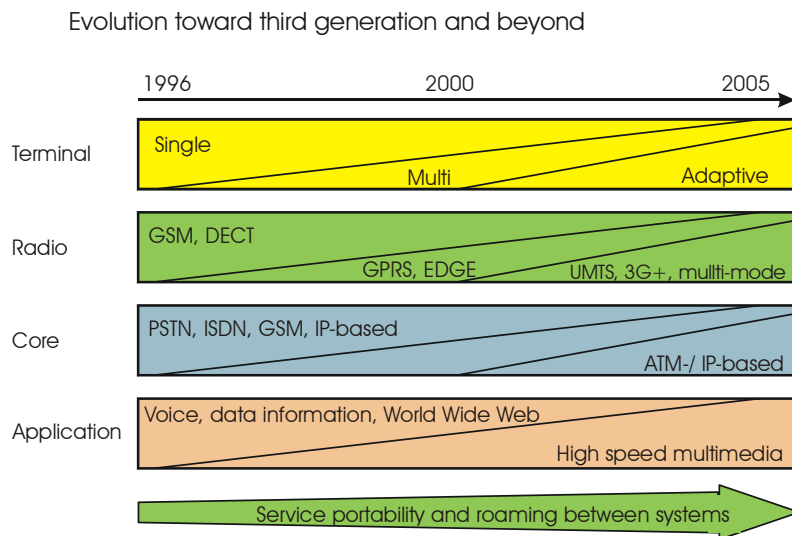 Evolution toward third generation and beyond
1996 2000 2005
Terminal
Single
Multi
Adaptive
Radio
GSM, DECT
GPRS, EDGE
UMTS, 3G+, mullti-mode
Core
PSTN, ISDN, GSM, IP-based
ATM-/ IP-based
Application
Voice, data information, World Wide Web
High speed multimedia
Service portability and roaming between systems